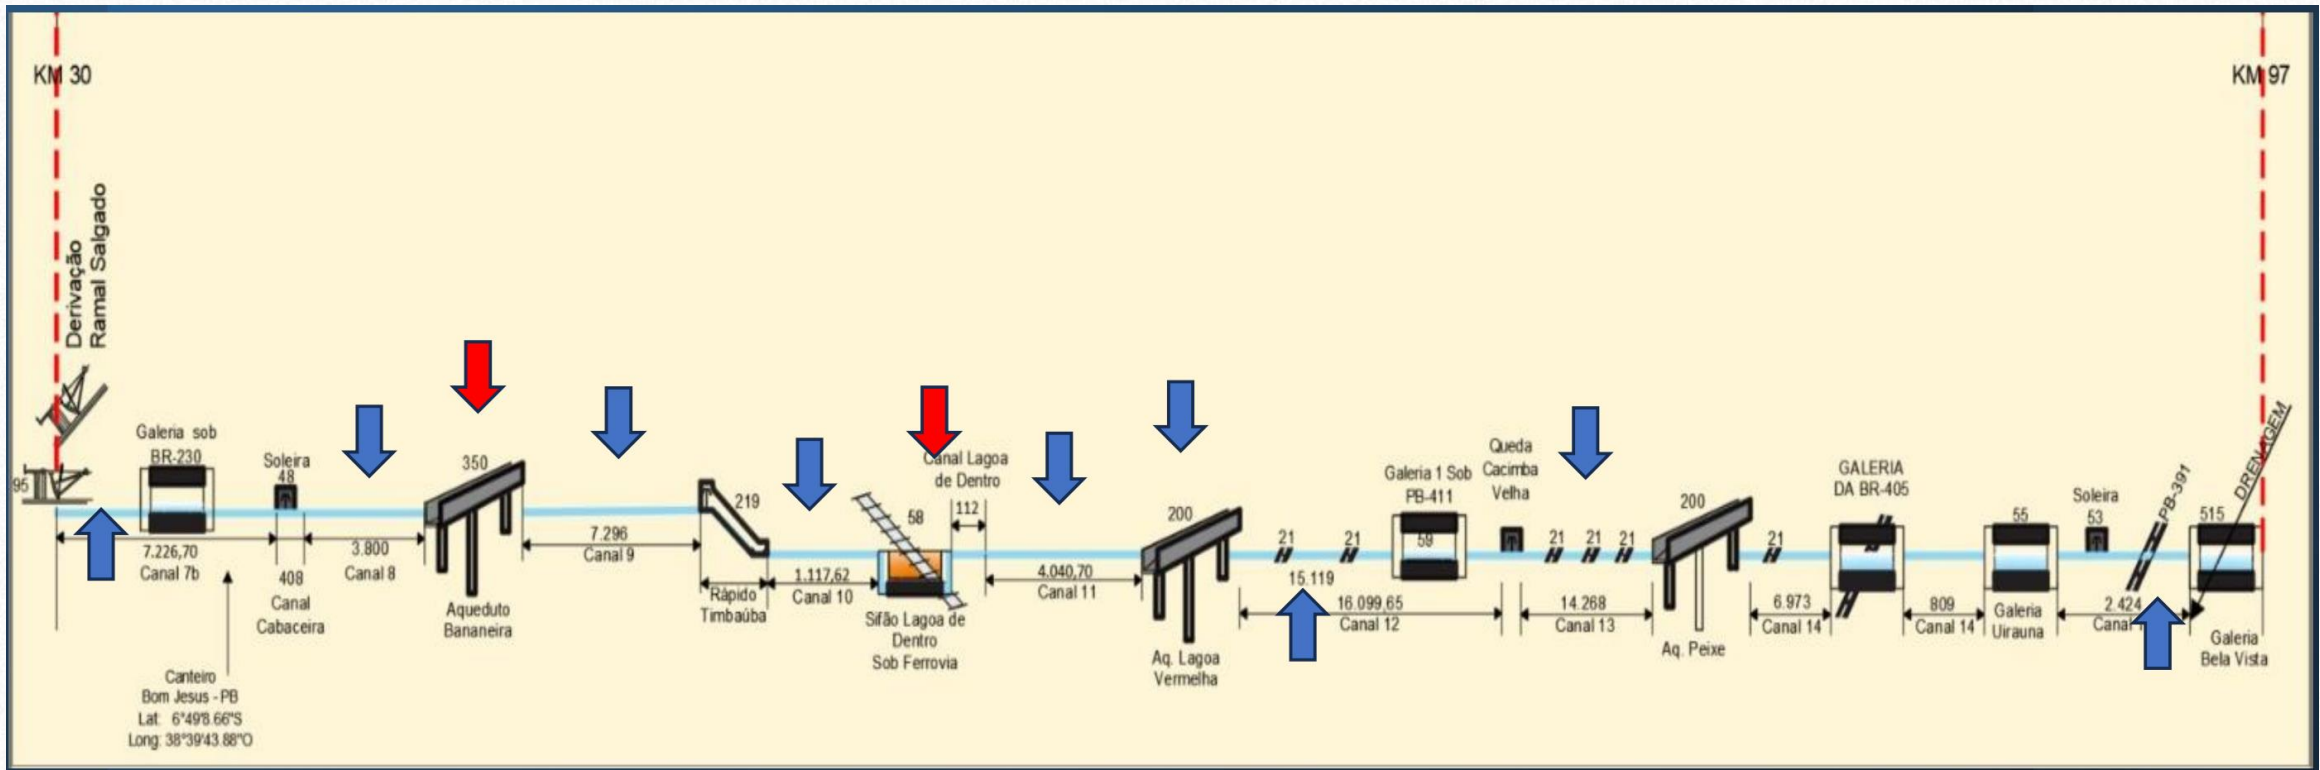 KM 30
KM 97
Derivação
Ramal Salgado
95
Galeria sob
BR-230
Soleira
48
350
219
58
Canal Lagoa
de Dentro
112
200
21
21
Galeria 1 Sob
PB-411
59
Queda
Cacimba
Velha
21
21
21
200
21
GALERIA
DA BR-405
55
Soleira
53
PB-391
515
DRENAGEM
7.226,70
Canal 7b
408
Canal
Cabaceira
3.800
Canal 8
Aqueduto
Bananeira
7.296
Canal 9
Rápido
Timbaúba
1.117,62
Canal 10
Sifão Lagoa de
Dentro
Sob Ferrovia
4.040,70
Canal 11
Aq. Lagoa
Vermelha
15.119
16.099,65
Canal 12
14.268
Canal 13
Aq. Peixe
6.973
Canal 14
809
Canal 14
Galeria
Uirauna
2.424
Canal
Galeria
Bela Vista
Canteiro
Bom Jesus - PB
Lat: 6°49'8.66"S
Long: 38°39'43.88"O